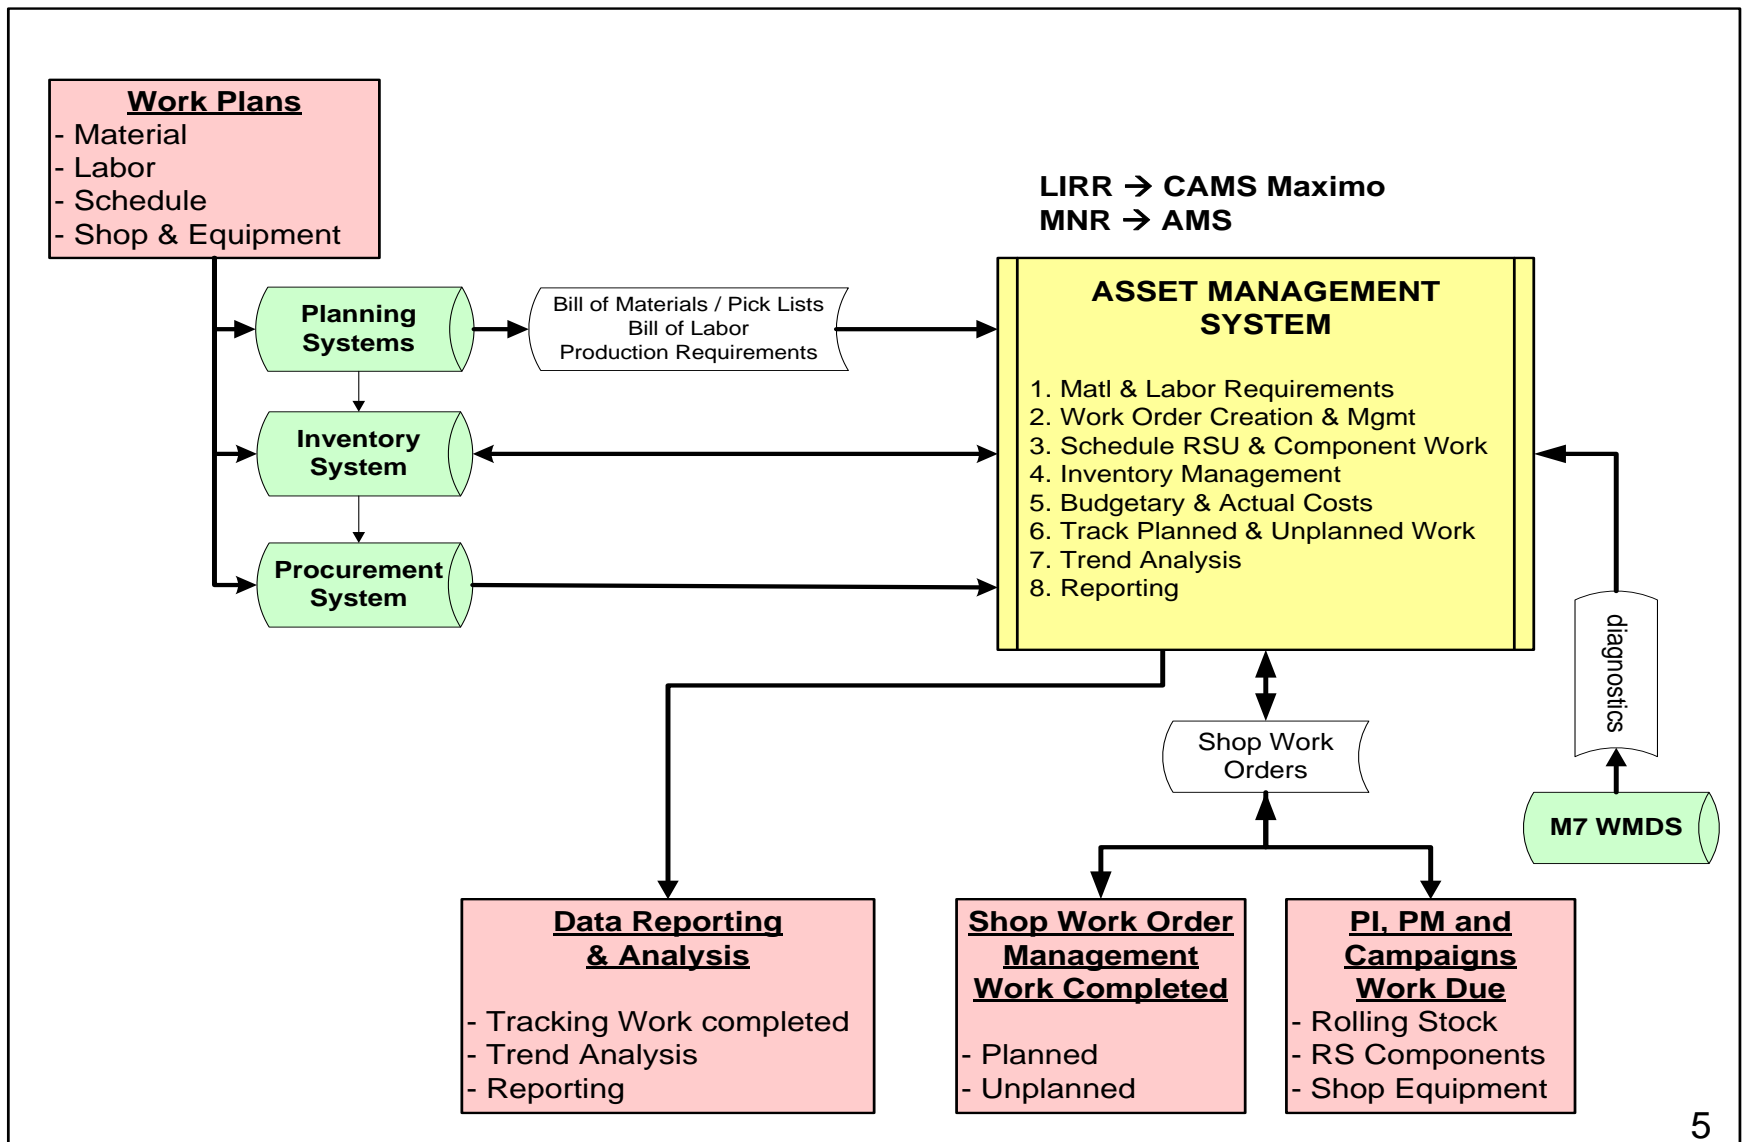 Work Plans
- Material
- Labor
- Schedule
- Shop & Equipment
LIRR → CAMS Maximo
MNR → AMS
Planning
Systems
Bill of Materials / Pick Lists
Bill of Labor
Production Requirements
Inventory
System
Procurement
System
ASSET MANAGEMENT
SYSTEM
1. Matl & Labor Requirements
2. Work Order Creation & Mgmt
3. Schedule RSU & Component Work
4. Inventory Management
5. Budgetary & Actual Costs
6. Track Planned & Unplanned Work
7. Trend Analysis
8. Reporting
diagnostics
Shop Work
Orders
M7 WMDS
Data Reporting
& Analysis
- Tracking Work completed
- Trend Analysis
- Reporting
Shop Work Order
Management
Work Completed
- Planned
- Unplanned
PI, PM and
Campaigns
Work Due
- Rolling Stock
- RS Components
- Shop Equipment
5